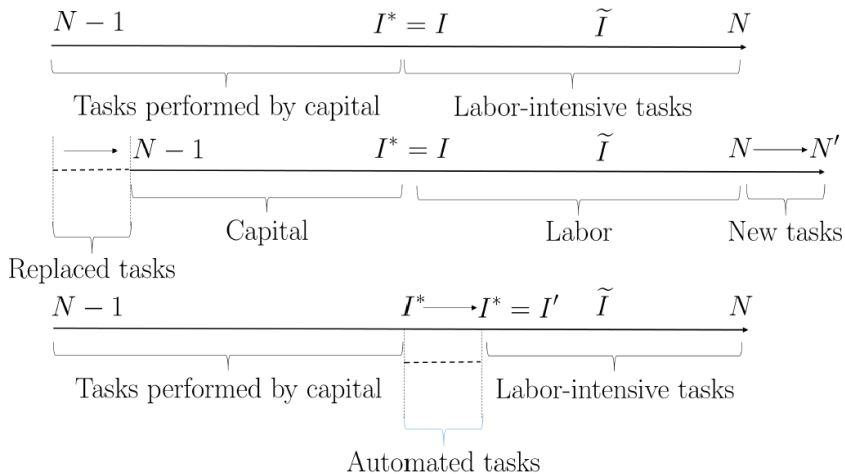 N − 1 I* = I Ĩ N
Tasks performed by capital Labor-intensive tasks
N − 1 I* = I Ĩ N N′
Capital Labor New tasks
Replaced tasks
N − 1 I* I* = I′ Ĩ N
Tasks performed by capital Labor-intensive tasks
Automated tasks